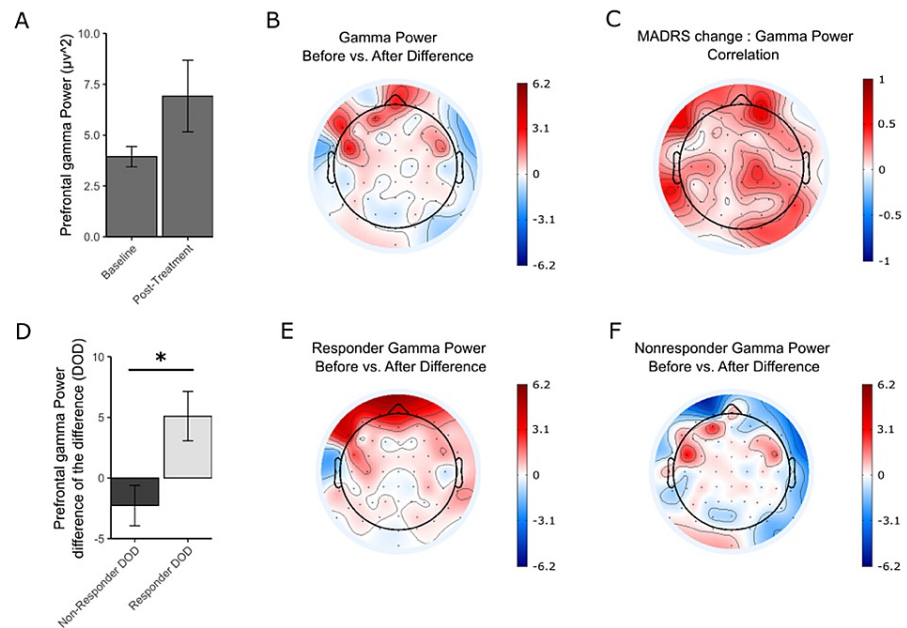 A
Prefrontal gamma Power (μv^2)
10.0
7.5
5.0
2.5
0.0
Baseline
Post-Treatment
B
Gamma Power
Before vs. After Difference
6.2
3.1
0
-3.1
-6.2
C
MADRS change : Gamma Power
Correlation
1
0.5
0
-0.5
-1
D
Prefrontal gamma Power
difference of the difference (DOD)
10
5
0
-5
*
Non-Responder DOD
Responder DOD
E
Responder Gamma Power
Before vs. After Difference
6.2
3.1
0
-3.1
-6.2
F
Nonresponder Gamma Power
Before vs. After Difference
6.2
3.1
0
-3.1
-6.2